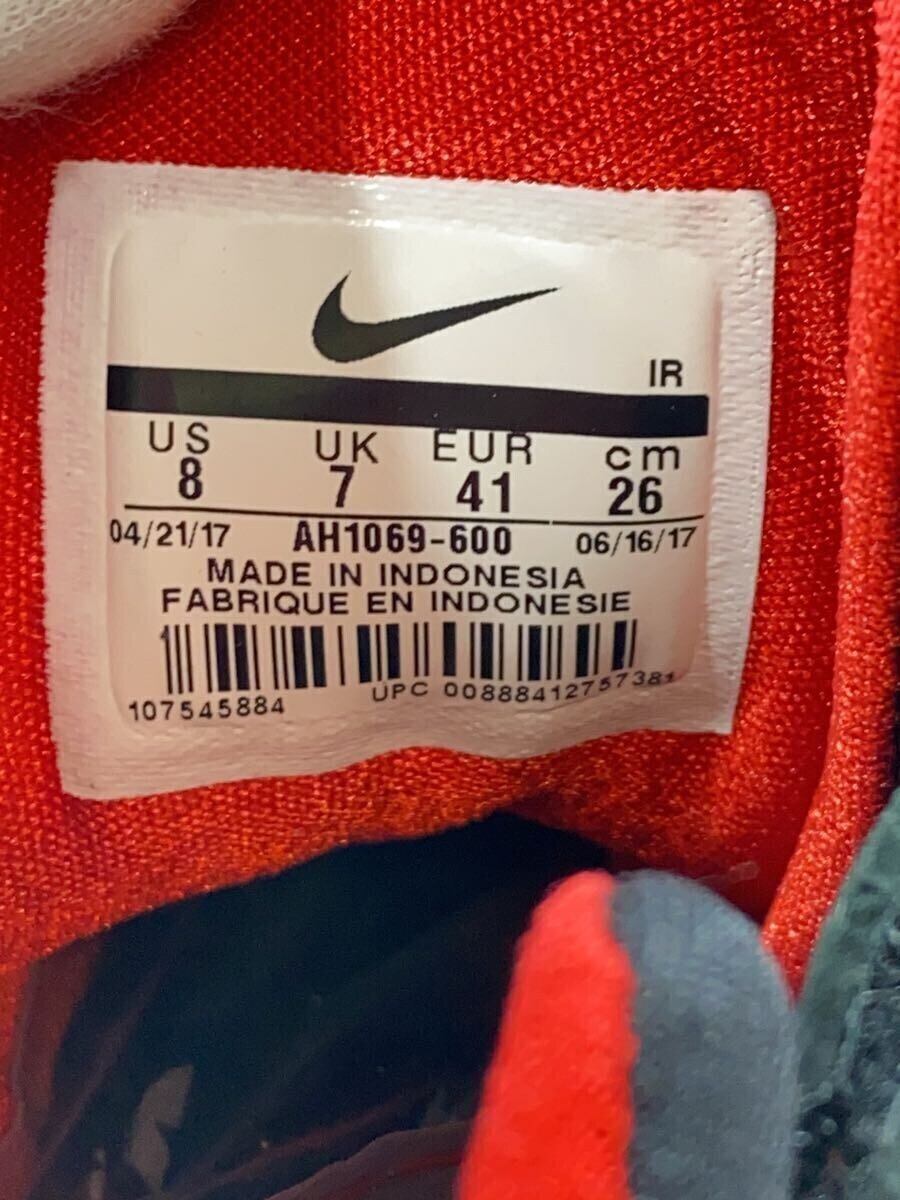 IR
US UK EUR cm
8 7 41 26
04/21/17 AH1069-600 06/16/17
MADE IN INDONESIA
FABRIQUE EN INDONESIE
107545884 UPC 00888412757381